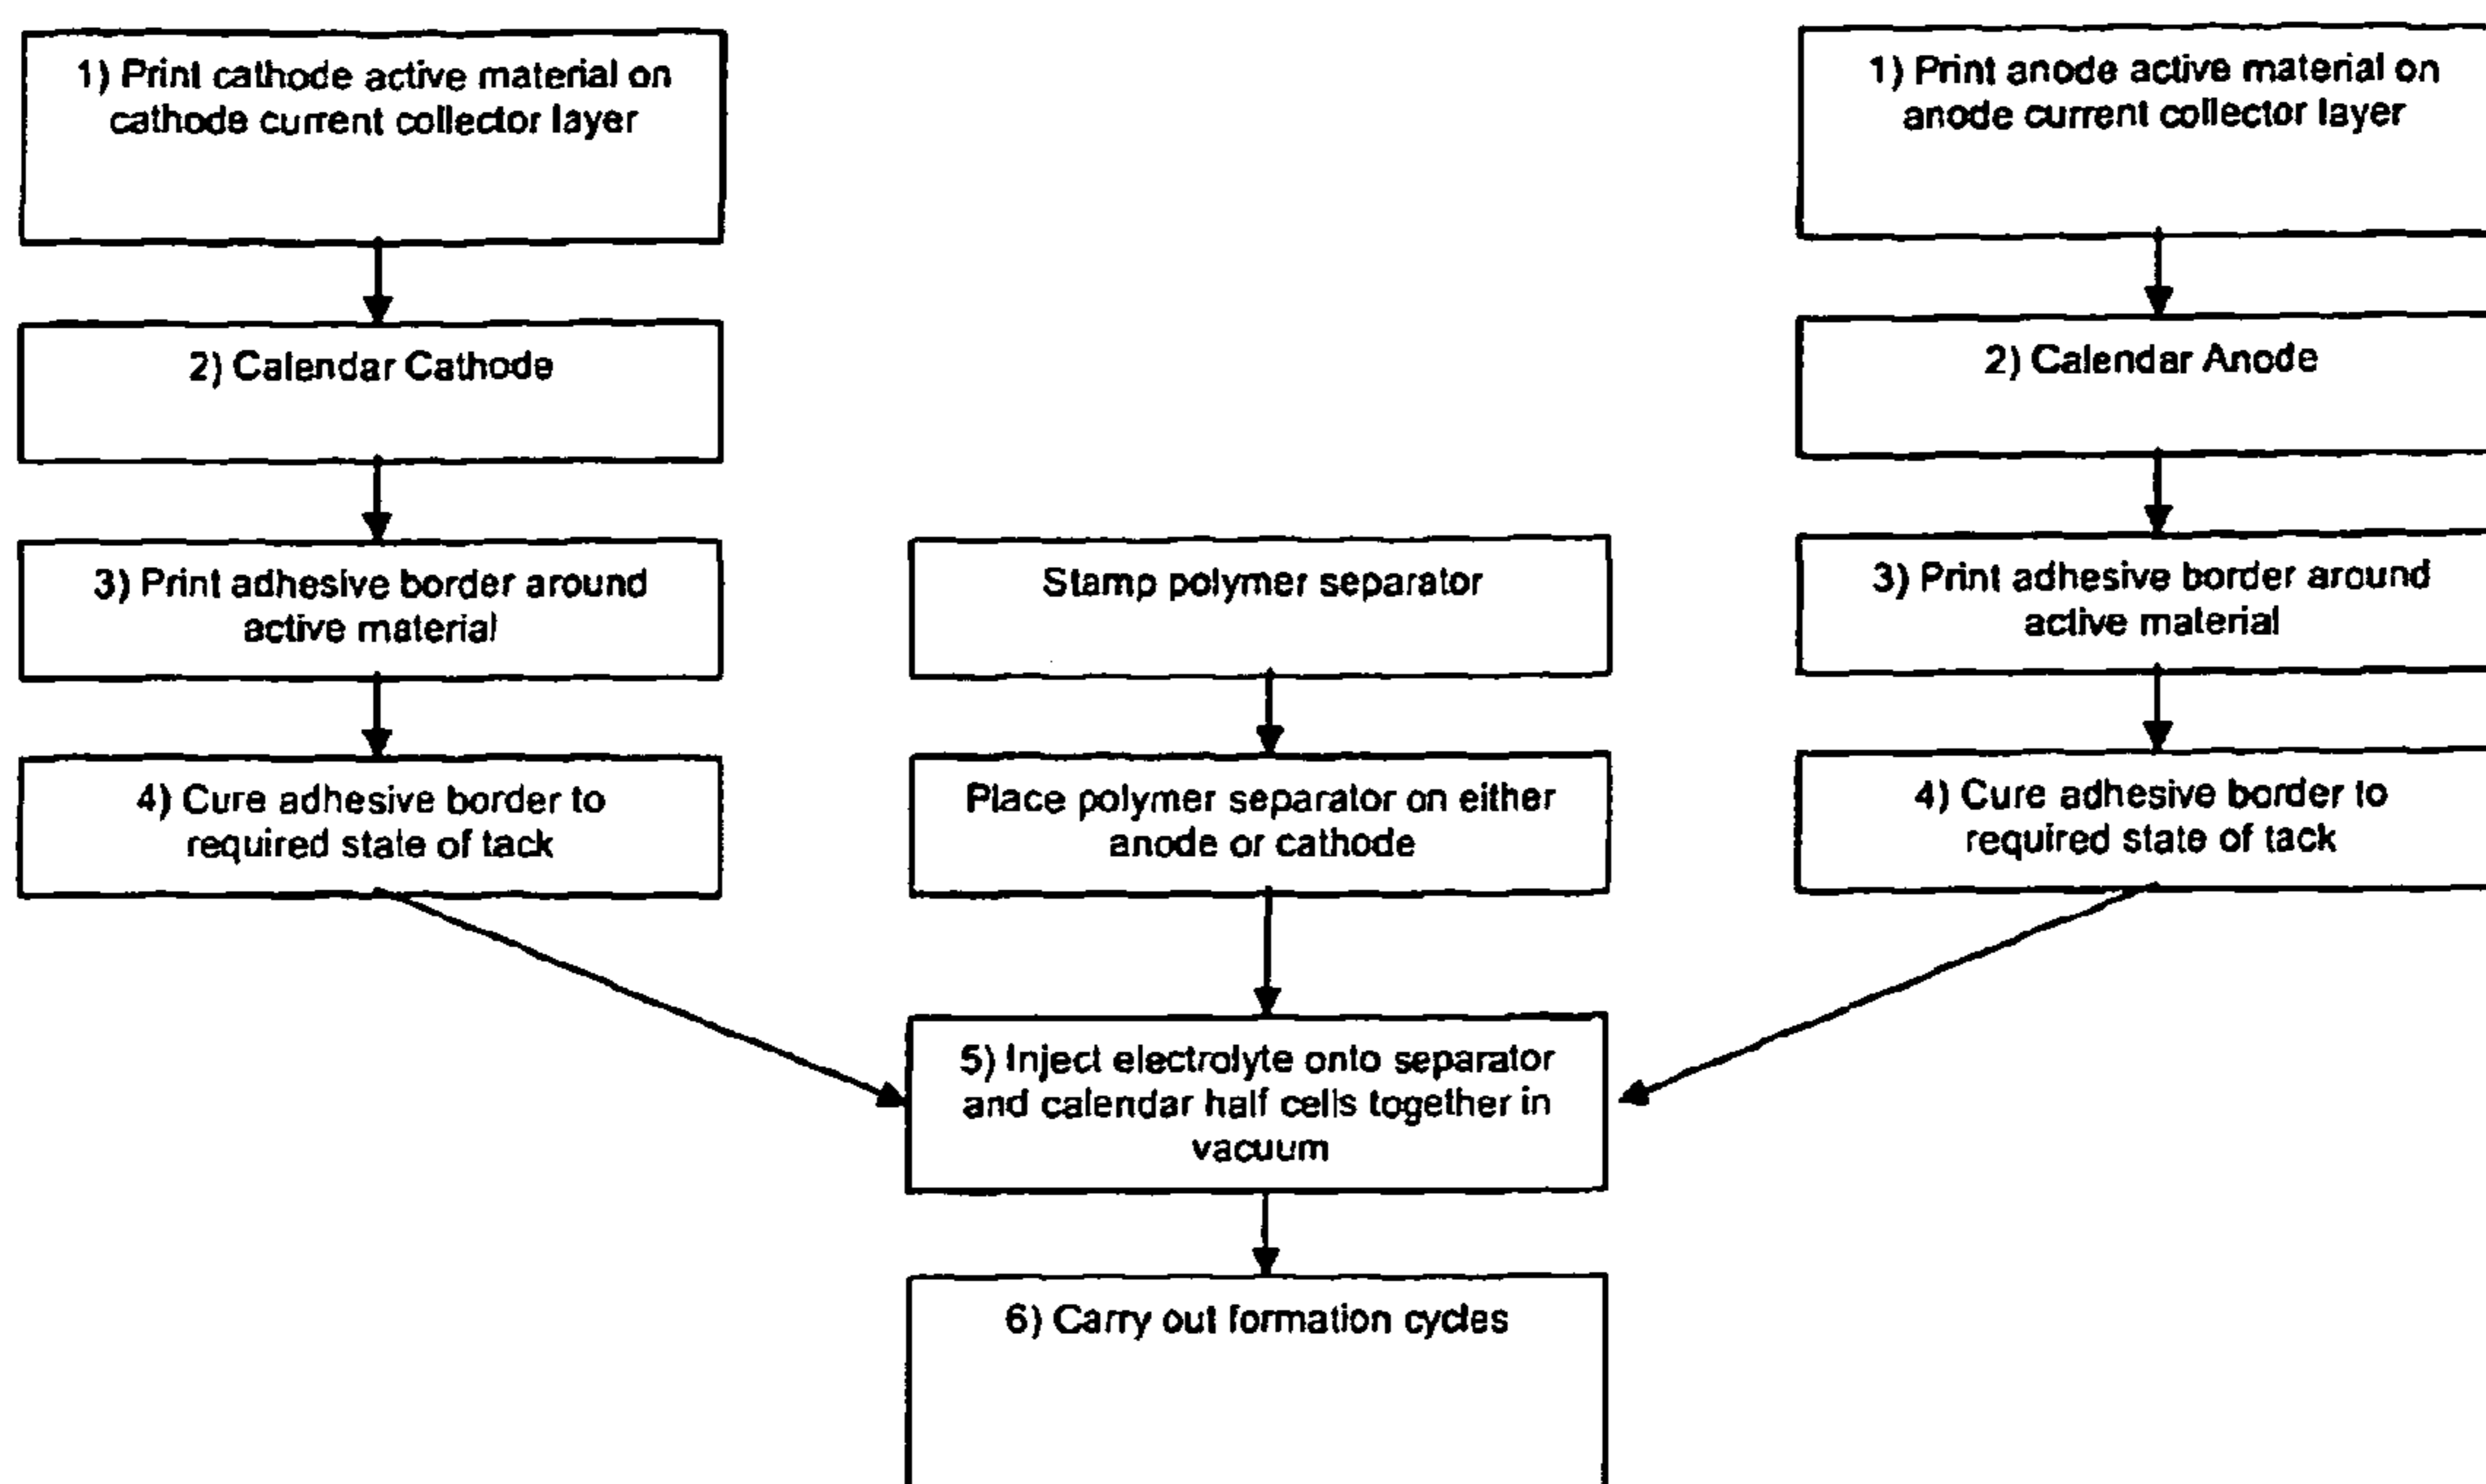 1) Print cathode active material on
cathode current collector layer
1) Print anode active material on
anode current collector layer
2) Calendar Cathode
2) Calendar Anode
3) Print adhesive border around
active material
Stamp polymer separator
3) Print adhesive border around
active material
4) Cure adhesive border to
required state of tack
Place polymer separator on either
anode or cathode
4) Cure adhesive border to
required state of tack
5) Inject electrolyte onto separator
and calendar half cells together in
vacuum
6) Carry out formation cycles